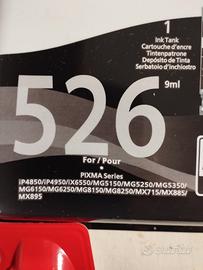 1
Ink Tank
Cartouche d'encre
Tintenpatrone
Depósito de Tinta
Serbatoio d'inchiostro
526
9ml
For / Pour
*
PIXMA Series
iP4850/iP4950/iX6550/MG5150/MG5250/MG5350/
MG6150/MG6250/MG8150/MG8250/MX715/MX885/
MX895
subito